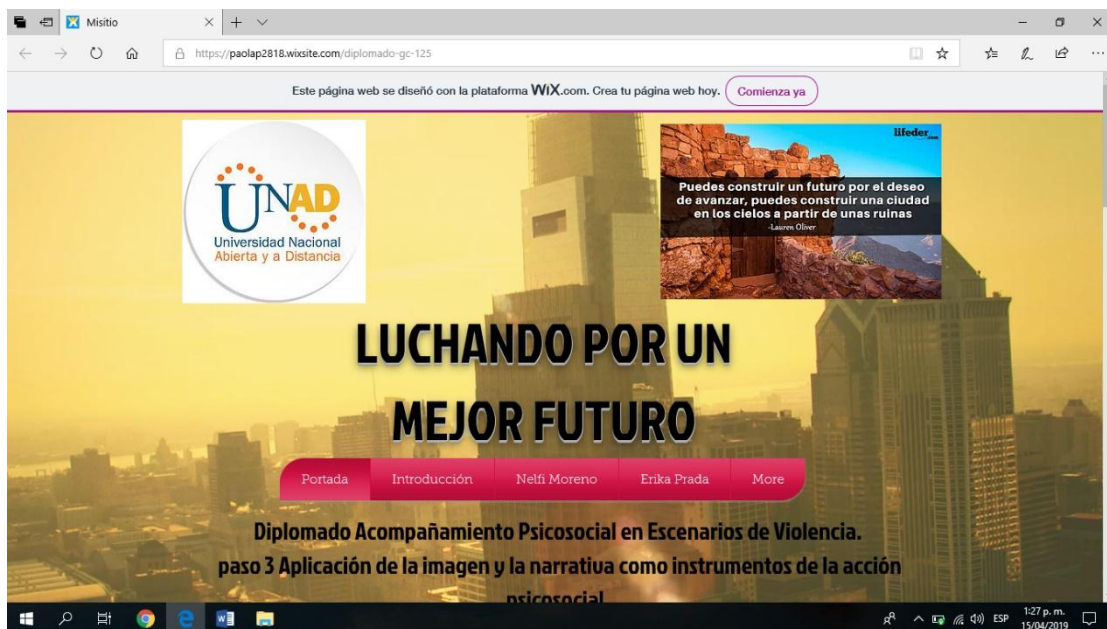 Misitio
https://paolap2818.wixsite.com/diplomado-gc-125
Este página web se diseñó con la plataforma WiX.com. Crea tu página web hoy. Comienza ya
UNAD
Universidad Nacional
Abierta y a Distancia
lifeder.com
Puedes construir un futuro por el deseo
de avanzar, puedes construir una ciudad
en los cielos a partir de unas ruinas
-Lauren Oliver
LUCHANDO POR UN
MEJOR FUTURO
Portada Introducción Nelfi Moreno Erika Prada More
Diplomado Acompañamiento Psicosocial en Escenarios de Violencia.
paso 3 Aplicación de la imagen y la narrativa como instrumentos de la acción
psicosocial
ESP
1:27 p. m.
15/04/2019